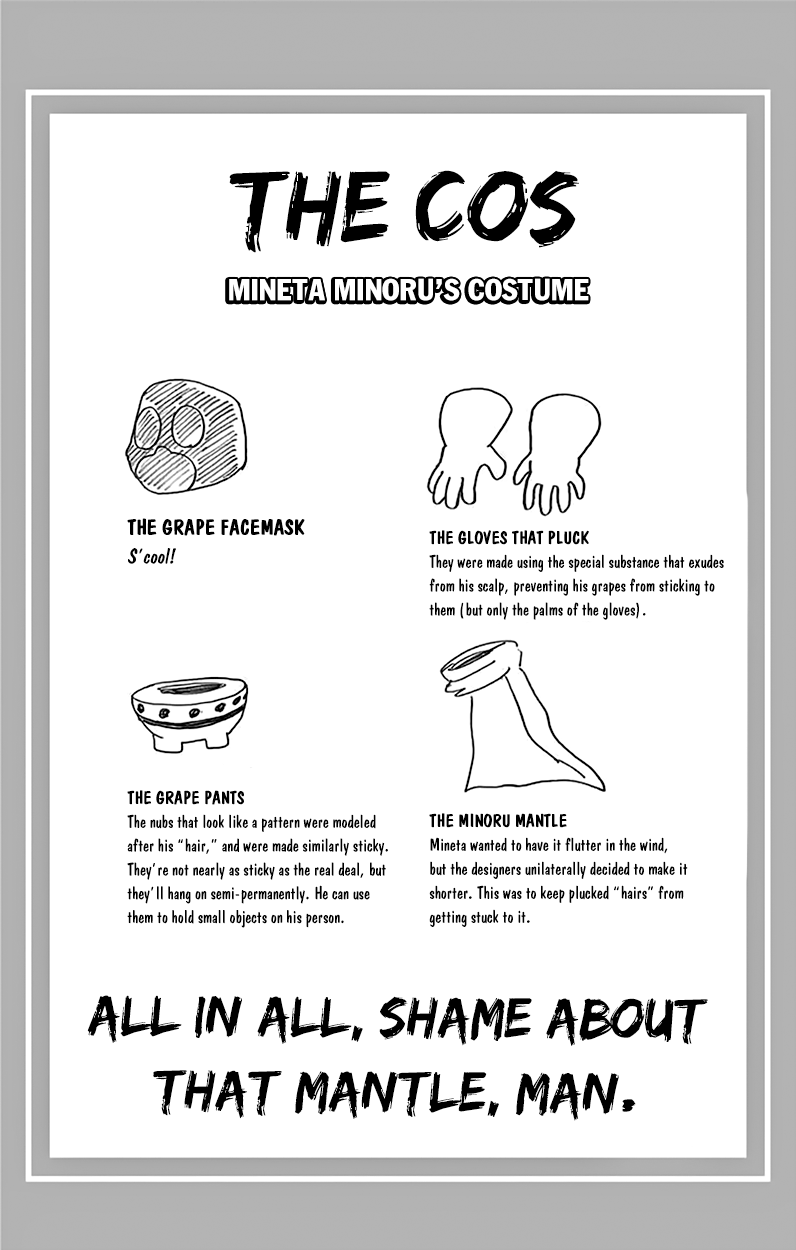 THE COS
MINETA MINORU'S COSTUME
THE GRAPE FACEMASK
S'cool!
THE GLOVES THAT PLUCK
They were made using the special substance that exudes
from his scalp, preventing his grapes from sticking to
them (but only the palms of the gloves).
THE GRAPE PANTS
The nubs that look like a pattern were modeled
after his "hair," and were made similarly sticky.
They're not nearly as sticky as the real deal, but
they'll hang on semi-permanently. He can use
them to hold small objects on his person.
THE MINORU MANTLE
Mineta wanted to have it flutter in the wind,
but the designers unilaterally decided to make it
shorter. This was to keep plucked "hairs" from
getting stuck to it.
ALL IN ALL, SHAME ABOUT
THAT MANTLE, MAN.